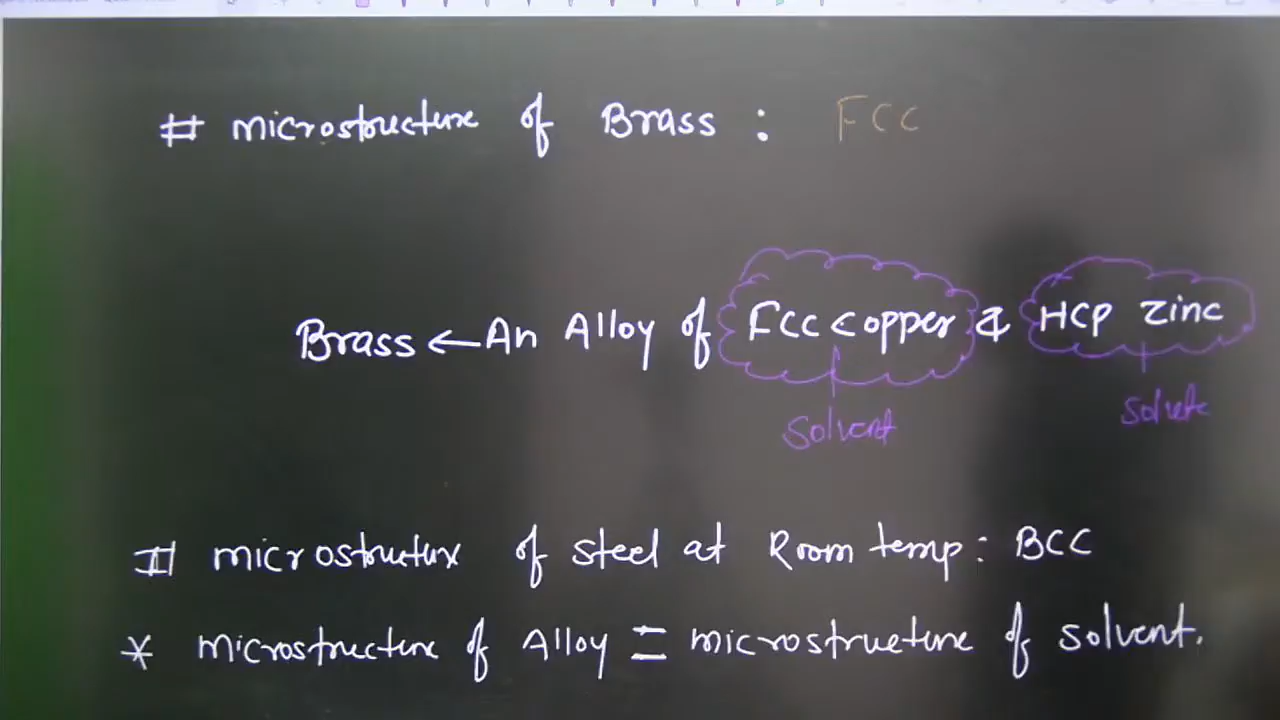 # microstructure of Brass : FCC
Brass ← An Alloy of FCC copper & HCP Zinc
Solvent
Solute
# microstructure of steel at Room temp: BCC
* microstructure of Alloy = microstructure of solvent.